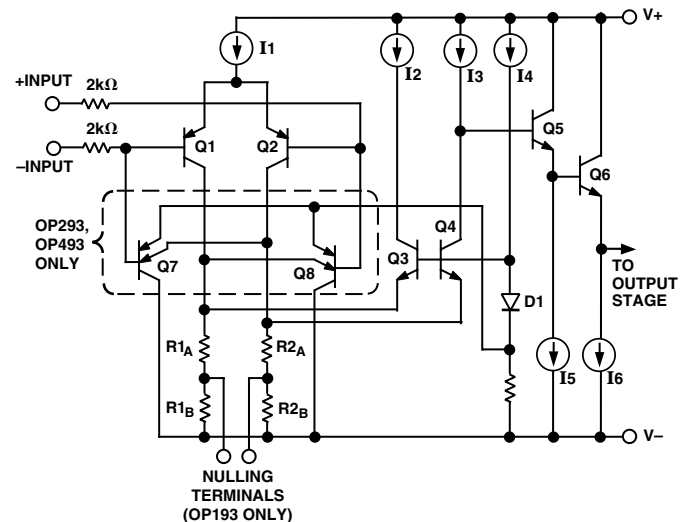 V+
I1
I2
I3
I4
+INPUT
2kΩ
2kΩ
–INPUT
Q1
Q2
Q5
Q6
OP293,
OP493
ONLY
Q7
Q8
Q3
Q4
TO
OUTPUT
STAGE
D1
R1A
R2A
I5
I6
R1B
R2B
V–
NULLING
TERMINALS
(OP193 ONLY)